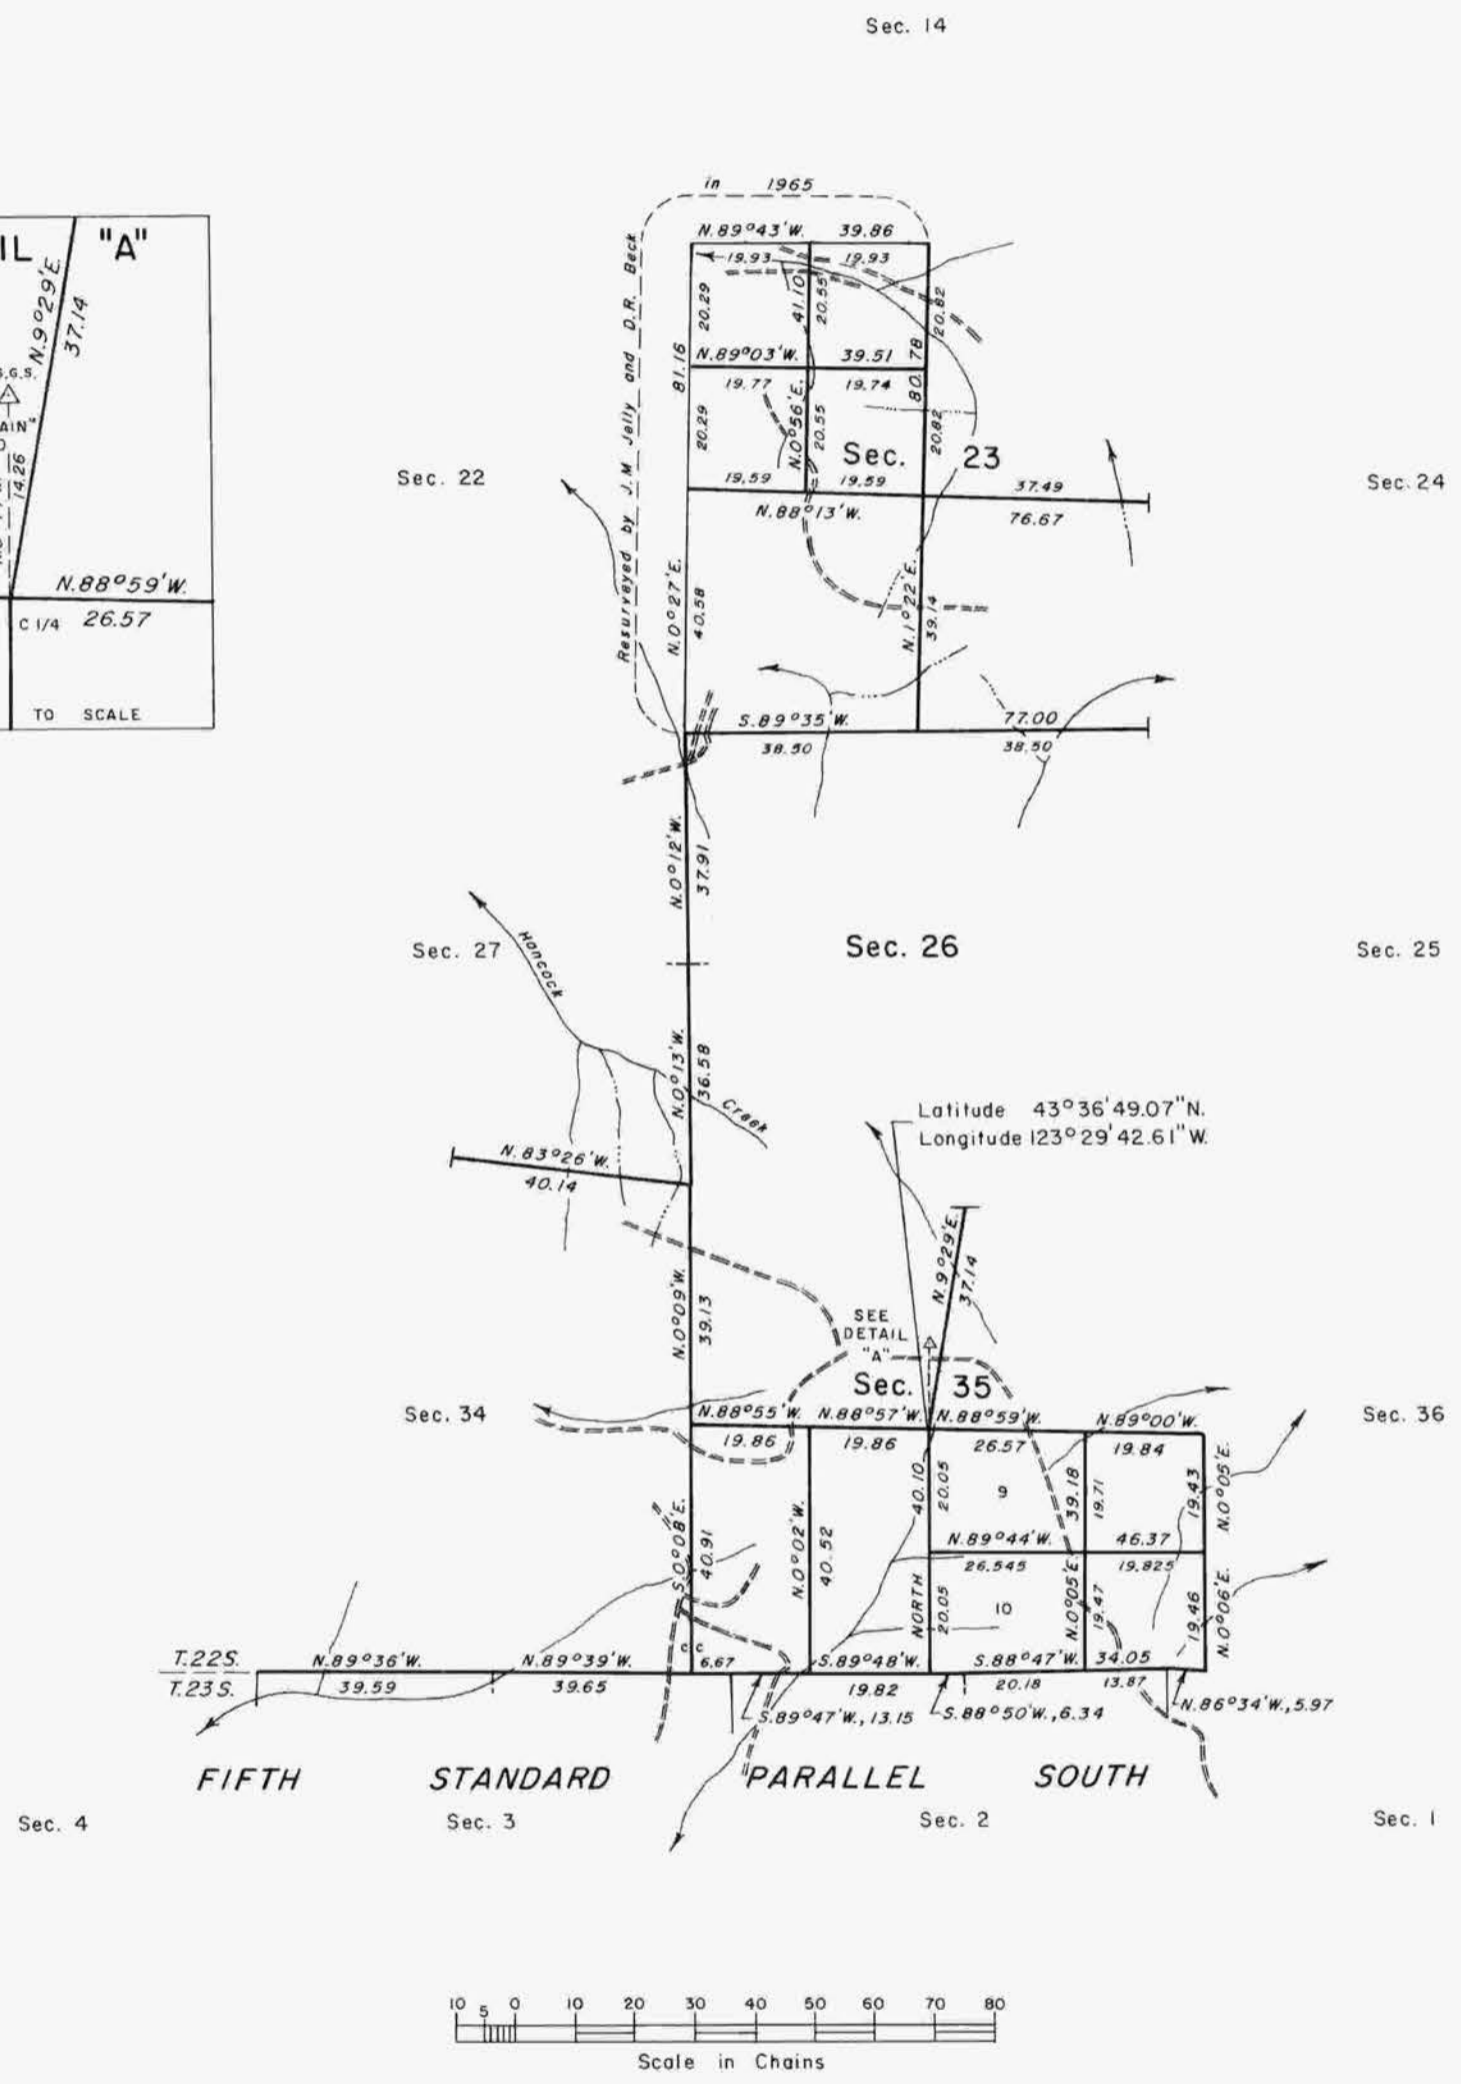 Sec. 14
in 1965
IL "A"
N.9°29'E.
37.14
14.26
N.88°59'W.
C 1/4 26.57
TO SCALE
Resurveyed by J.M Jelly and D.R. Beck
N.89°43'W. 39.86
19.93 19.93
20.29 41.10 20.55 20.82
81.16
N.89°03'W. 39.51
80.78
19.77 19.74
20.29 N.0°56'E. 20.55 20.82
Sec. 23
Sec. 22
19.59 19.59 37.49
Sec. 24
N.88°13'W. 76.67
N.0°27'E. 40.58
N.1°22'E. 39.14
S.89°35'W. 77.00
38.50 38.50
N.0°12'W. 37.91
Sec. 27
Hancock
Sec. 26
Sec. 25
N.0°13'W. 36.58
Creek
Latitude 43°36'49.07"N.
Longitude 123°29'42.61"W.
N.83°26'W.
40.14
N.9°29'E.
37.14
N.0°09'W. 39.13
SEE
DETAIL
"A"
Sec. 35
Sec. 34
Sec. 36
N.88°55'W. N.88°57'W. N.88°59'W. N.89°00'W.
19.86 19.86 26.57 19.84
40.10 20.05 9 39.18 19.71 19.43 N.0°05'E.
S.0°08'E. 40.91 N.0°02'W. 40.52
N.89°44'W. 46.37
26.545 19.825
NORTH 20.05 10 N.0°05'E. 19.47 19.46 N.0°06'E.
C C
T.22S. N.89°36'W. N.89°39'W. 6.67 S.89°48'W. S.88°47'W. 34.05
T.23S. 39.59 39.65 19.82 20.18 13.87
S.89°47'W.,13.15 S.88°50'W.,6.34 N.86°34'W.,5.97
FIFTH STANDARD PARALLEL SOUTH
Sec. 4 Sec. 3 Sec. 2 Sec. 1
10 5 0 10 20 30 40 50 60 70 80
Scale in Chains